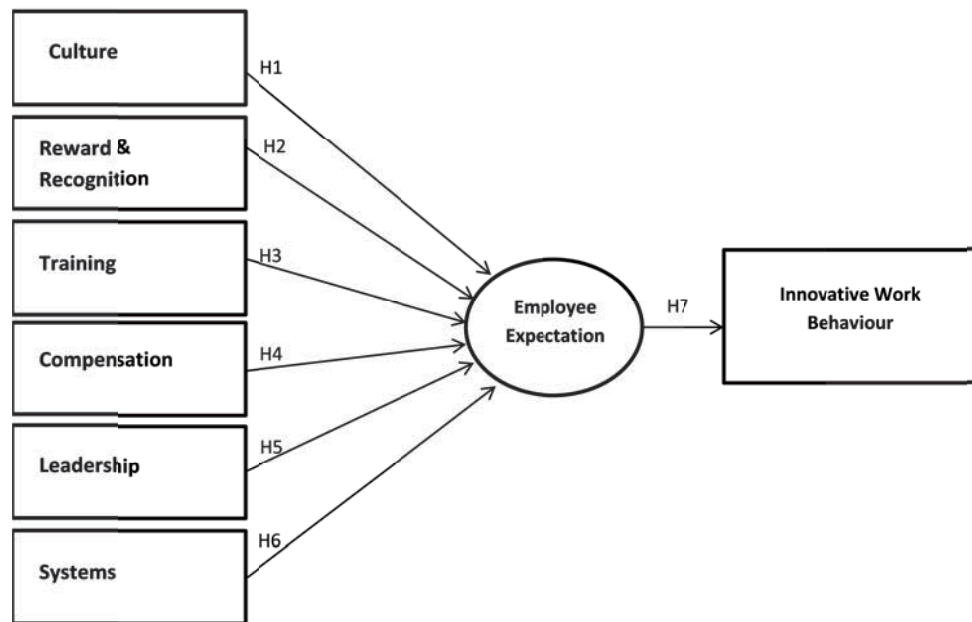 Culture
H1
Reward &
Recognition
H2
Training
H3
Compensation
H4
Leadership
H5
Systems
H6
Employee
Expectation
H7
Innovative Work
Behaviour